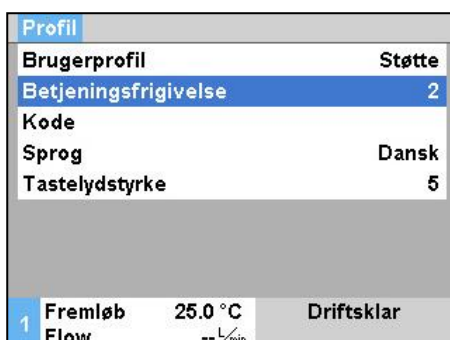 Profil
Brugerprofil Støtte
Betjeningsfrigivelse 2
Kode
Sprog Dansk
Tastelydstyrke 5
1 Fremløb 25.0 °C Driftsklar
Flow -- L/min